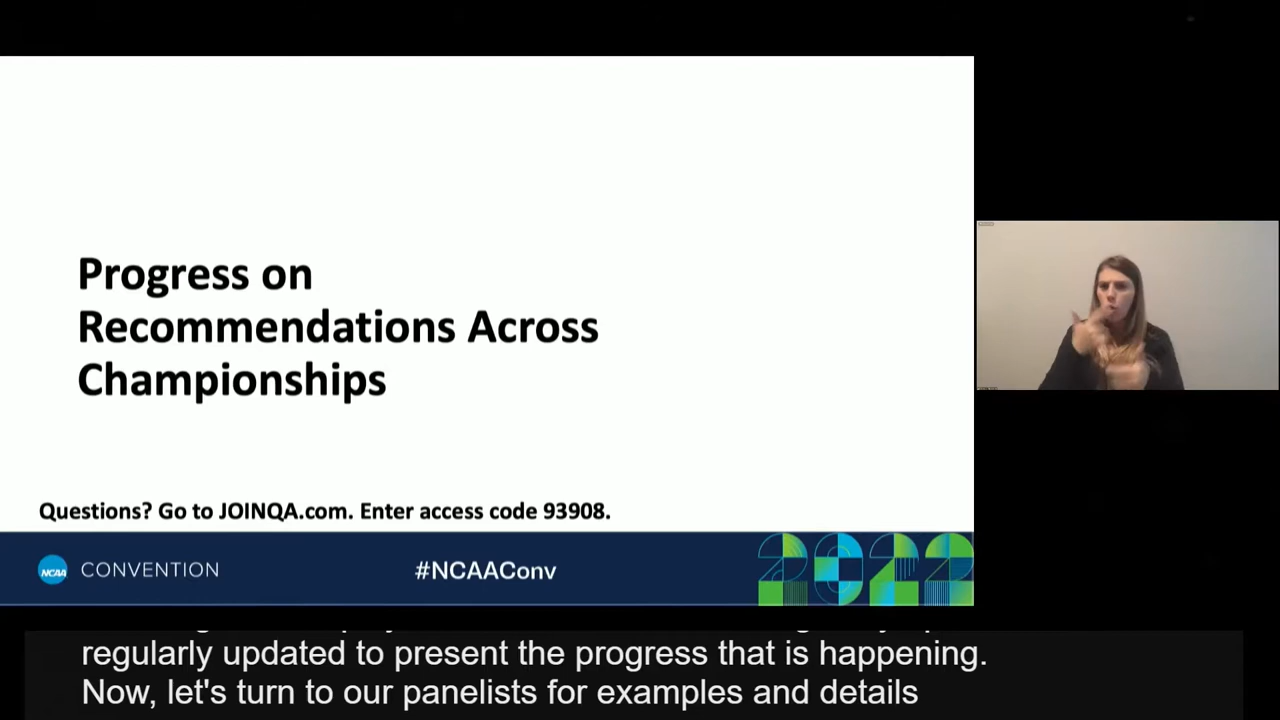 Progress on
Recommendations Across
Championships
Questions? Go to JOINQA.com. Enter access code 93908.
NCAA CONVENTION
#NCAAConv
2022
regularly updated to present the progress that is happening.
Now, let's turn to our panelists for examples and details